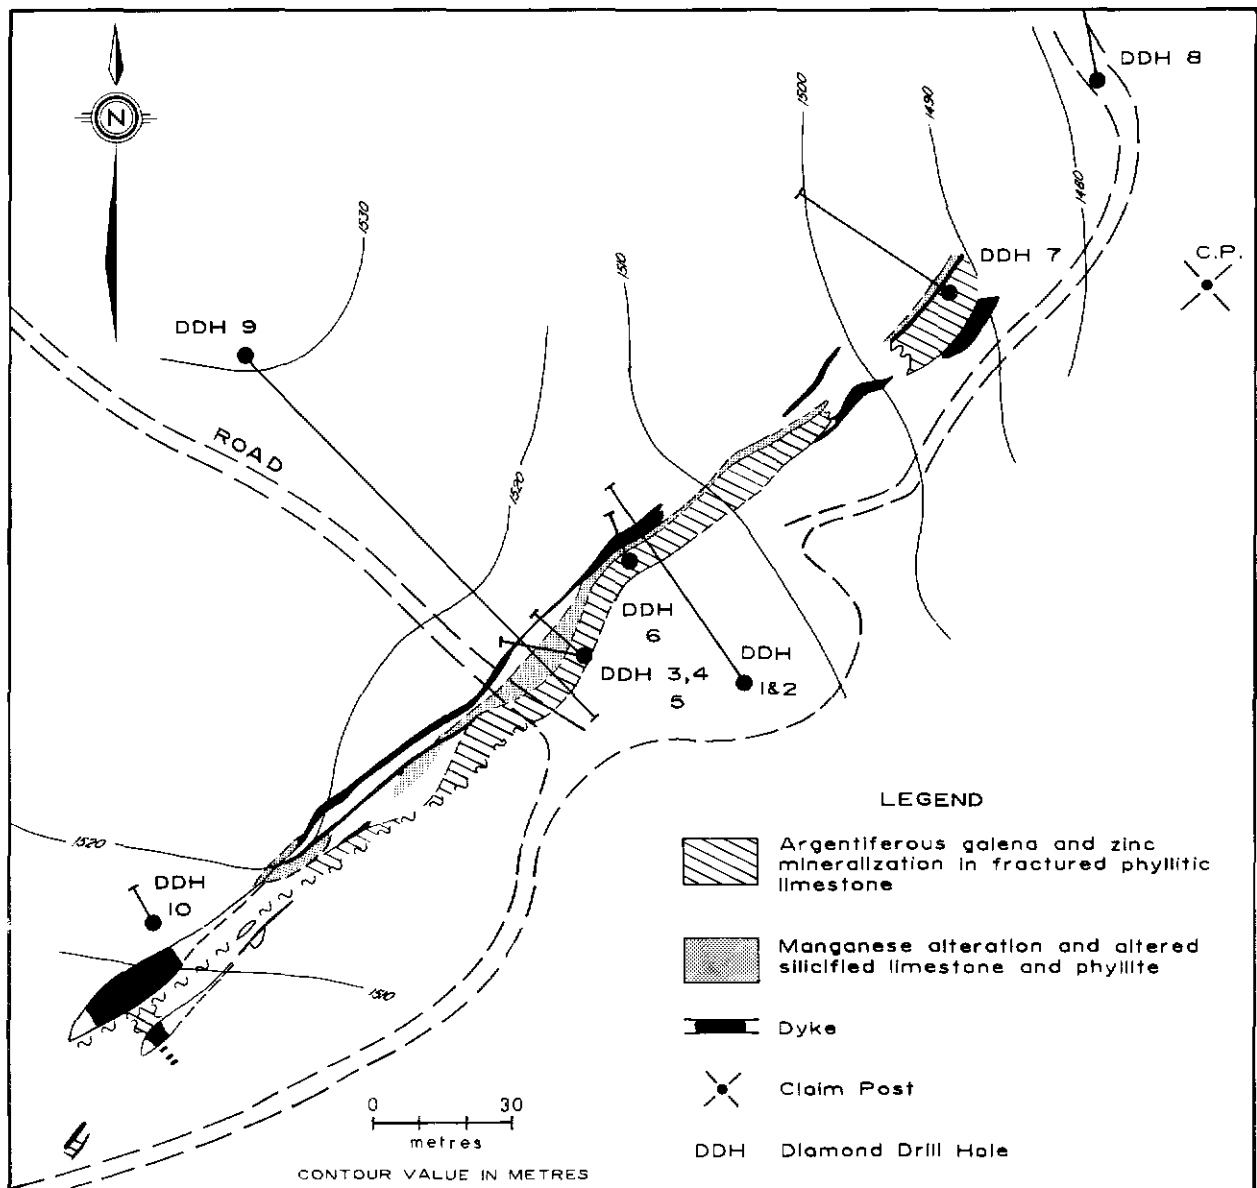 DDH 8
1500
1490
1480
N
1530
DDH 7
C.P.
1510
DDH 9
ROAD
1520
DDH
6
DDH 3,4
5
DDH
1&2
1520
DDH
10
1510
LEGEND
Argentiferous galena and zinc
mineralization in fractured phyllitic
limestone
Manganese alteration and altered
silicified limestone and phyllite
Dyke
Claim Post
DDH Diamond Drill Hole
0 30
metres
CONTOUR VALUE IN METRES